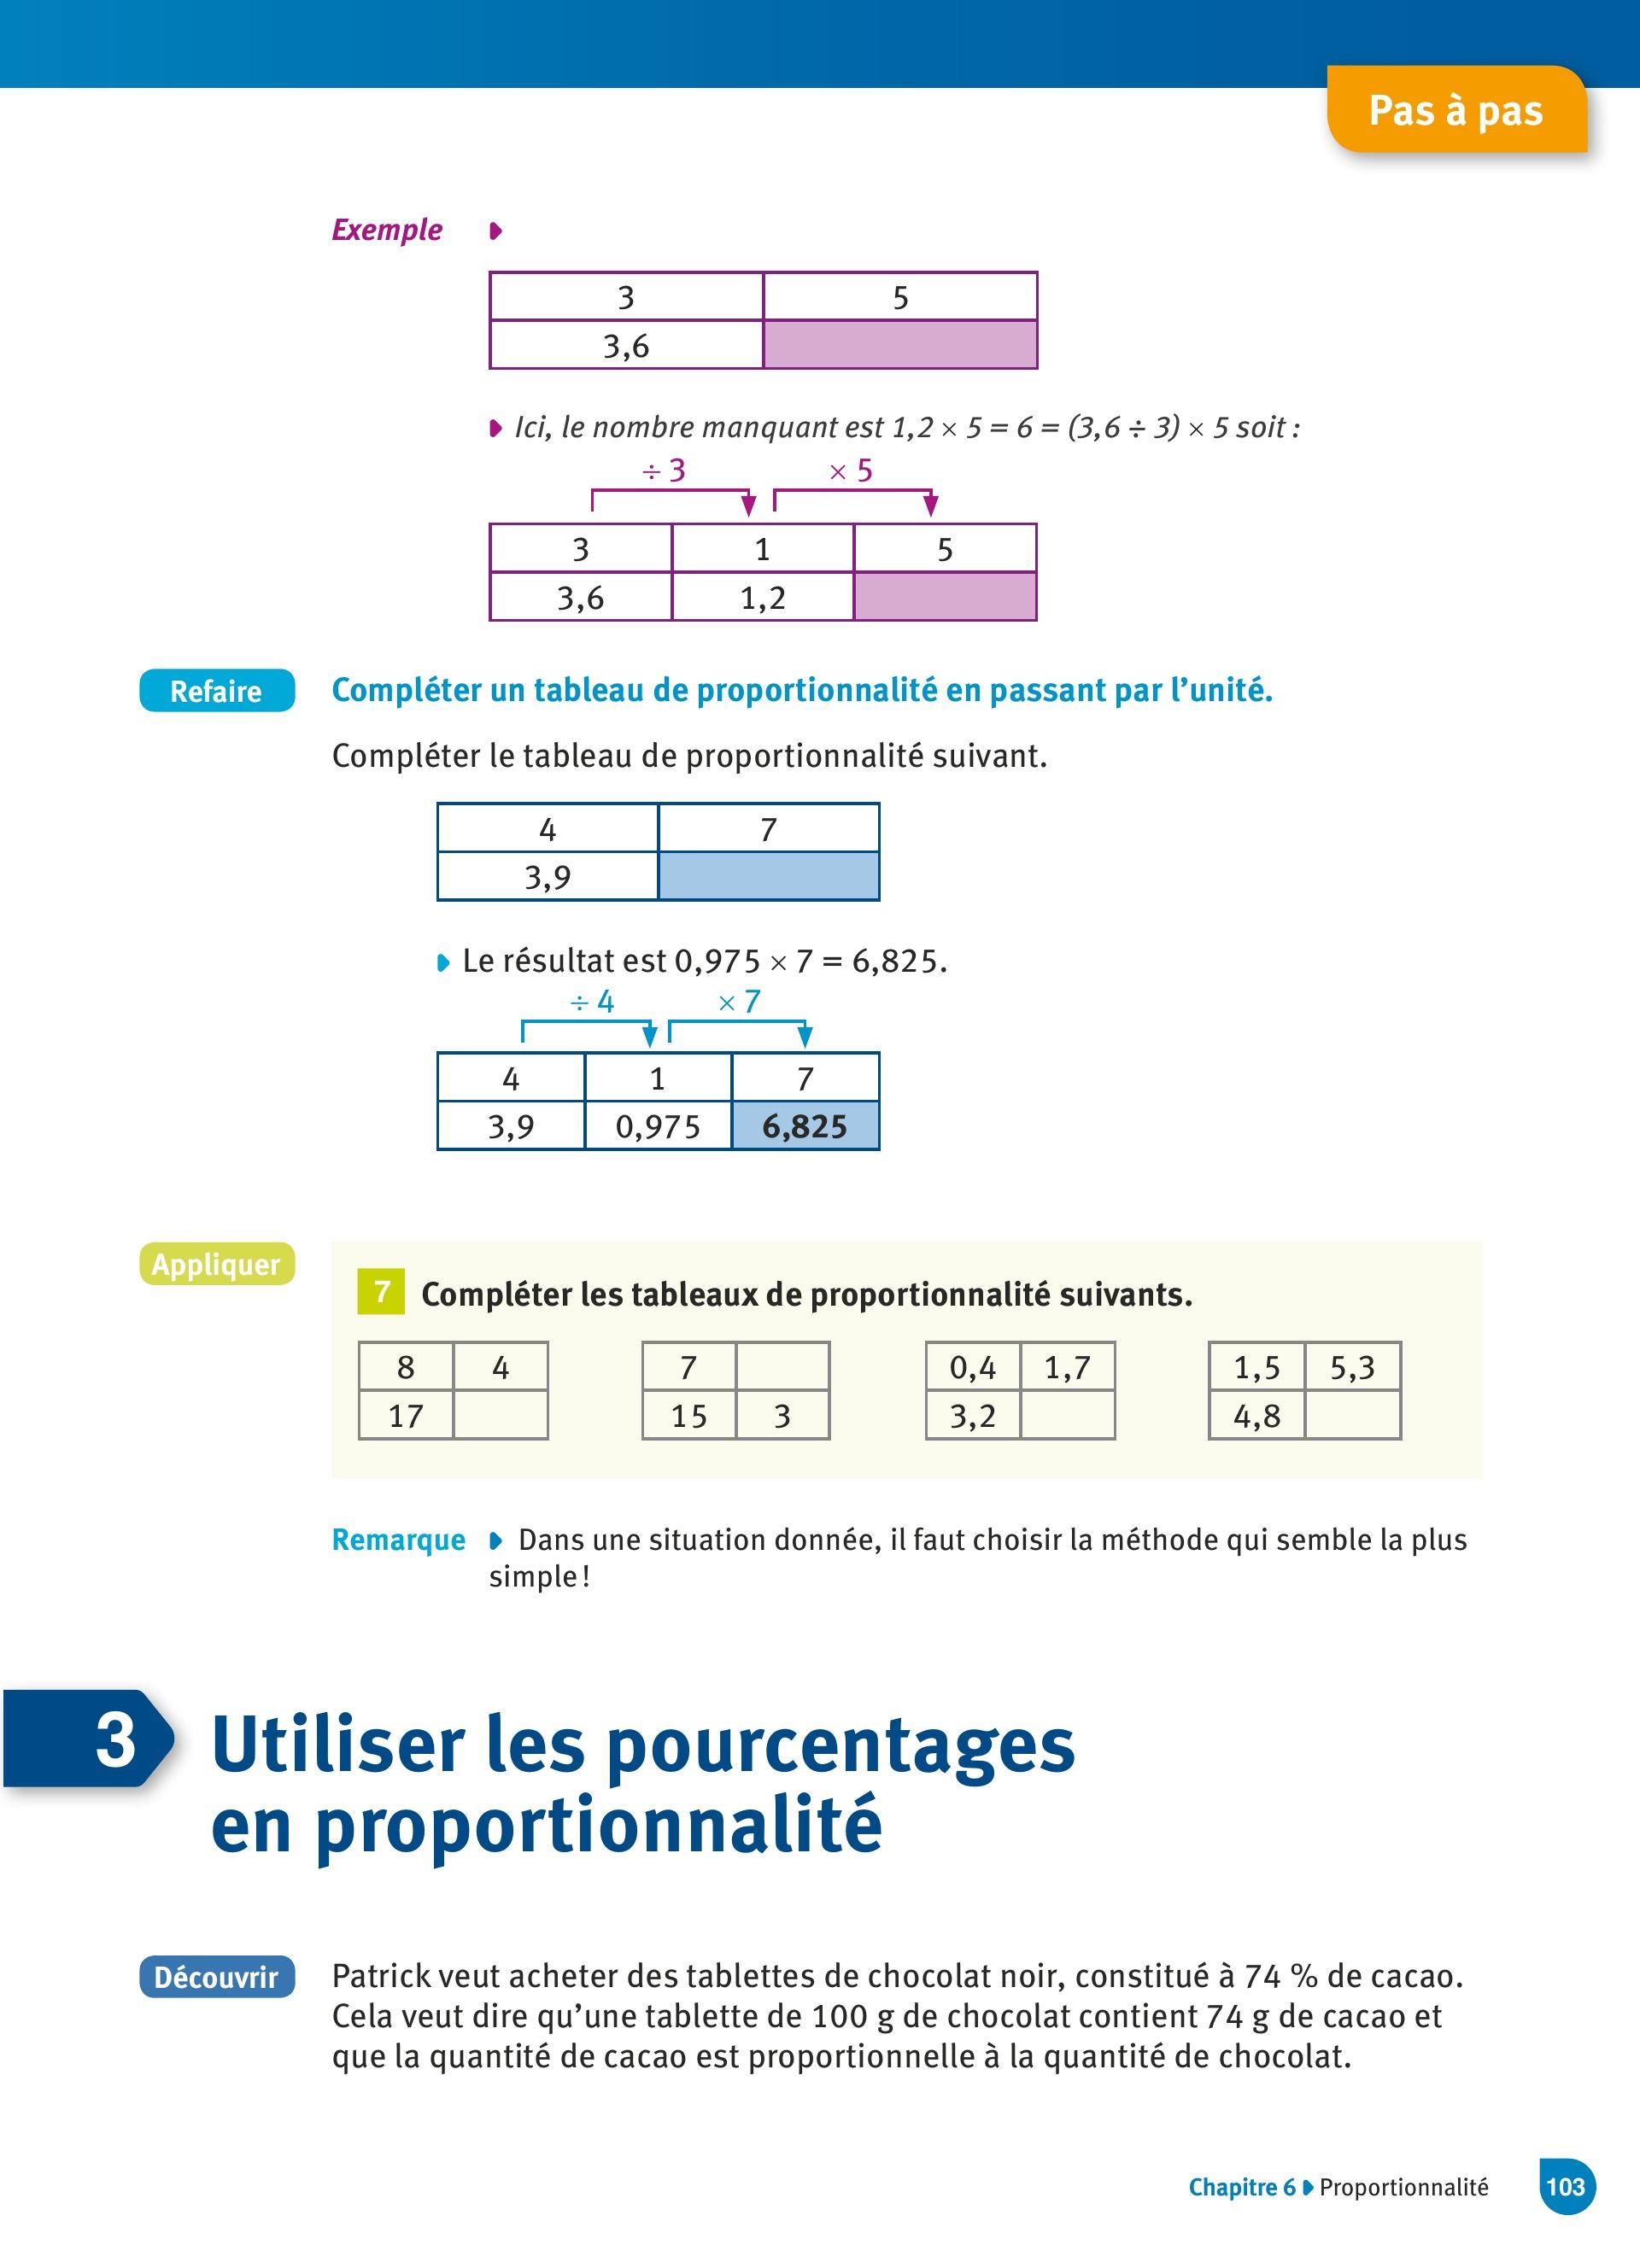 Pas à pas
Exemple
3 5
3,6
Ici, le nombre manquant est 1,2 × 5 = 6 = (3,6 ÷ 3) × 5 soit :
÷ 3 × 5
3 1 5
3,6 1,2
Refaire Compléter un tableau de proportionnalité en passant par l’unité.
Compléter le tableau de proportionnalité suivant.
4 7
3,9
Le résultat est 0,975 × 7 = 6,825.
÷ 4 × 7
4 1 7
3,9 0,975 6,825
Appliquer
7 Compléter les tableaux de proportionnalité suivants.
8 4 7 0,4 1,7 1,5 5,3
17 15 3 3,2 4,8
Remarque Dans une situation donnée, il faut choisir la méthode qui semble la plus
simple !
3 Utiliser les pourcentages
en proportionnalité
Découvrir Patrick veut acheter des tablettes de chocolat noir, constitué à 74 % de cacao.
Cela veut dire qu’une tablette de 100 g de chocolat contient 74 g de cacao et
que la quantité de cacao est proportionnelle à la quantité de chocolat.
Chapitre 6 Proportionnalité 103